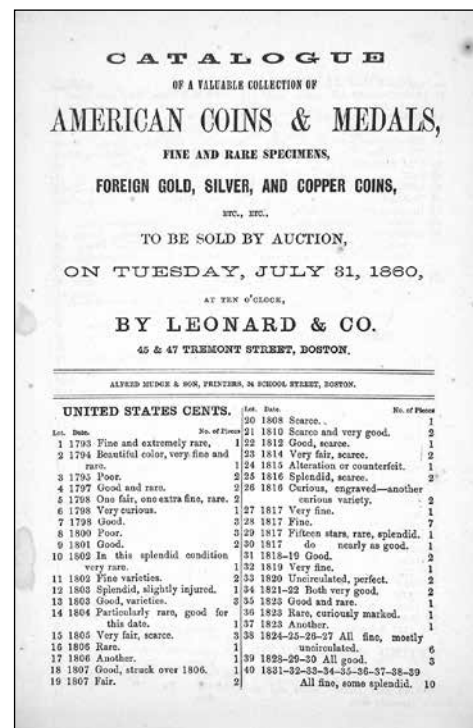 CATALOGUE
OF A VALUABLE COLLECTION OF
AMERICAN COINS & MEDALS,
FINE AND RARE SPECIMENS,
FOREIGN GOLD, SILVER, AND COPPER COINS,
ETC., ETC.,
TO BE SOLD BY AUCTION,
ON TUESDAY, JULY 31, 1860,
AT TEN O'CLOCK,
BY LEONARD & CO.
45 & 47 TREMONT STREET, BOSTON.
ALFRED MUDGE & SON, PRINTERS, 34 SCHOOL STREET, BOSTON.
UNITED STATES CENTS.
Lot. Date. No. of Pieces
1 1793 Fine and extremely rare, 1
2 1794 Beautiful color, very fine and
rare. 1
3 1795 Poor. 2
4 1797 Good and rare. 2
5 1798 One fair, one extra fine, rare. 2
6 1798 Very curious. 1
7 1798 Good. 3
8 1800 Poor. 3
9 1801 Good. 2
10 1802 In this splendid condition
very rare. 1
11 1802 Fine varieties. 2
12 1803 Splendid, slightly injured. 1
13 1803 Good, varieties. 3
14 1804 Particularly rare, good for
this date. 1
15 1805 Very fair, scarce. 3
16 1806 Rare. 1
17 1806 Another. 1
18 1807 Good, struck over 1806. 1
19 1807 Fair. 2
Lot. Date. No. of Pieces
20 1808 Scarce. 1
21 1810 Scarce and very good. 2
22 1812 Good, scarce. 1
23 1814 Very fair, scarce. 2
24 1815 Alteration or counterfeit. 1
25 1816 Splendid, scarce. 2
26 1816 Curious, engraved—another
curious variety. 2
27 1817 Very fine. 1
28 1817 Fine. 7
29 1817 Fifteen stars, rare, splendid. 1
30 1817 do nearly as good. 1
31 1818-19 Good. 2
32 1819 Very fine. 1
33 1820 Uncirculated, perfect. 2
34 1821-22 Both very good. 2
35 1823 Good and rare. 1
36 1823 Rare, curiously marked. 1
37 1823 Another. 1
38 1824-25-26-27 All fine, mostly
uncirculated. 6
39 1828-29-30 All good. 3
40 1831-32-33-34-35-36-37-38-39
All fine, some splendid. 10